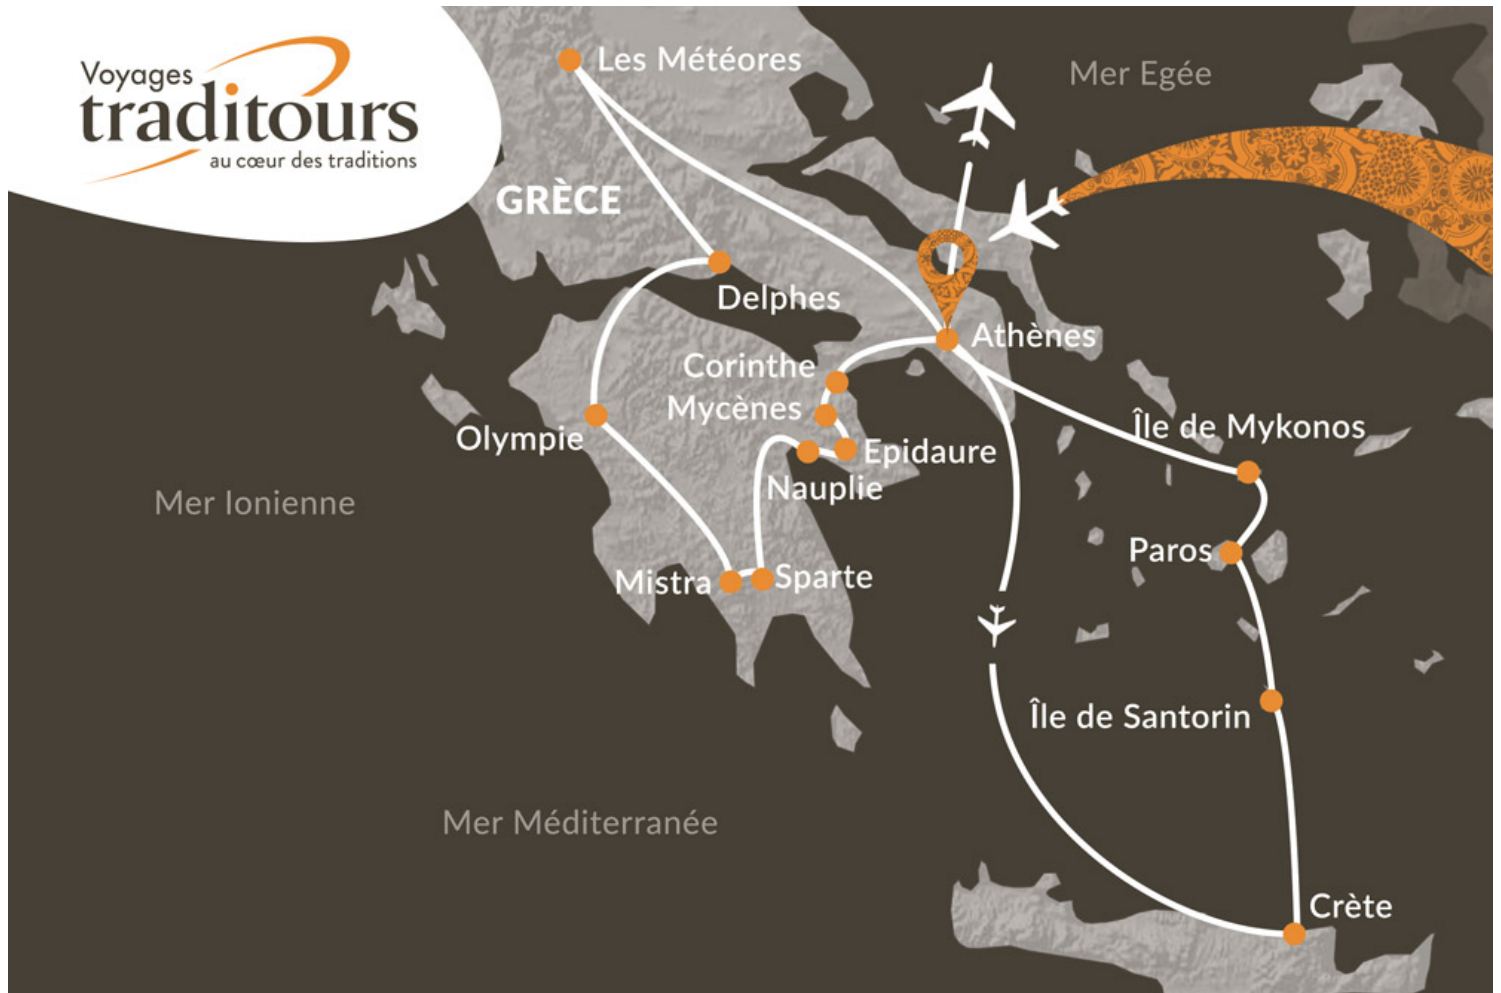 Voyages
traditours
au cœur des traditions
Les Météores
Mer Egée
GRÈCE
Delphes
Athènes
Corinthe
Mycènes
Île de Mykonos
Olympie
Epidaure
Nauplie
Mer Ionienne
Paros
Mistra
Sparte
Île de Santorin
Mer Méditerranée
Crète